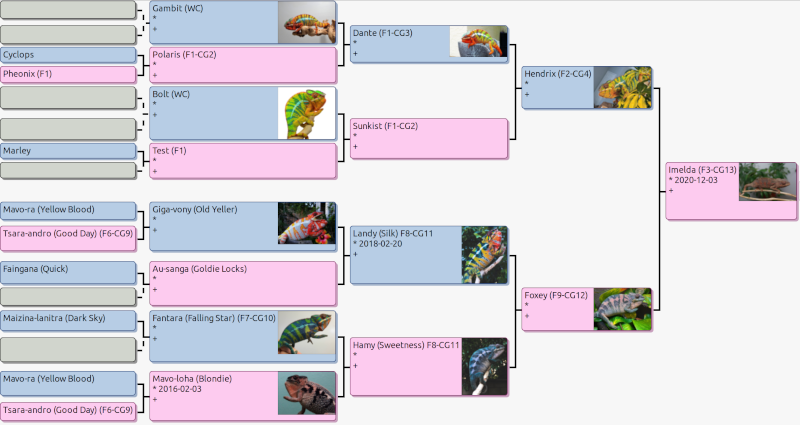 Cyclops
Pheonix (F1)
Marley
Mavo-ra (Yellow Blood)
Tsara-andro (Good Day) (F6-CG9)
Faingana (Quick)
Maizina-lanitra (Dark Sky)
Mavo-ra (Yellow Blood)
Tsara-andro (Good Day) (F6-CG9)
Gambit (WC)
*
+
Polaris (F1-CG2)
*
+
Bolt (WC)
*
+
Test (F1)
*
+
Giga-vony (Old Yeller)
*
+
Au-sanga (Goldie Locks)
*
+
Fantara (Falling Star) (F7-CG10)
*
+
Mavo-loha (Blondie)
* 2016-02-03
+
Dante (F1-CG3)
*
+
Sunkist (F1-CG2)
*
+
Landy (Silk) F8-CG11
* 2018-02-20
+
Hamy (Sweetness) F8-CG11
*
+
Hendrix (F2-CG4)
*
+
Foxey (F9-CG12)
*
+
Imelda (F3-CG13)
* 2020-12-03
+